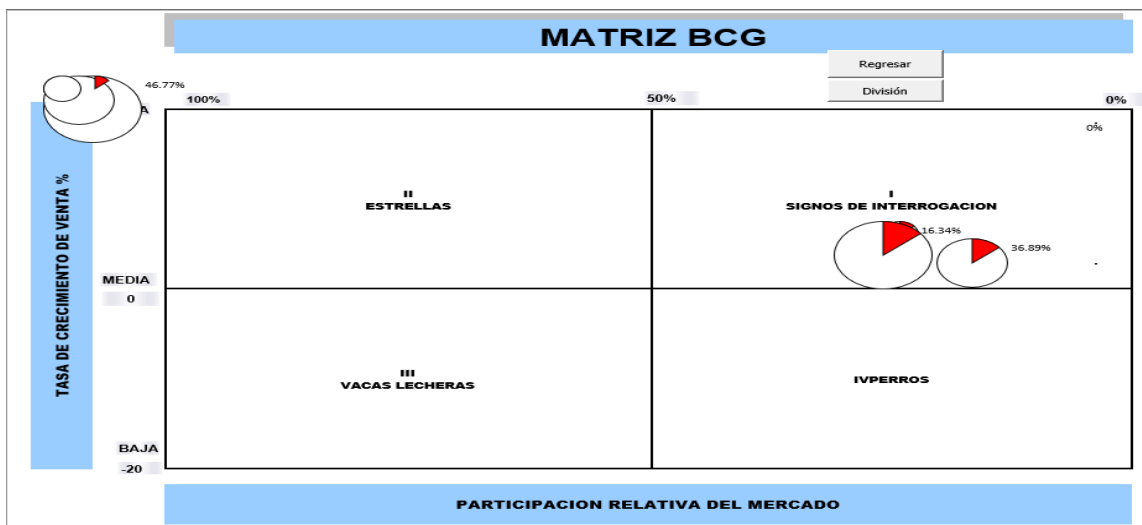 MATRIZ BCG
Regresar
División
46.77%
A
100%
50%
0%
0%
TASA DE CRECIMIENTO DE VENTA %
II
ESTRELLAS
I
SIGNOS DE INTERROGACION
16.34%
36.89%
MEDIA
0
III
VACAS LECHERAS
IVPERROS
BAJA
-20
PARTICIPACION RELATIVA DEL MERCADO